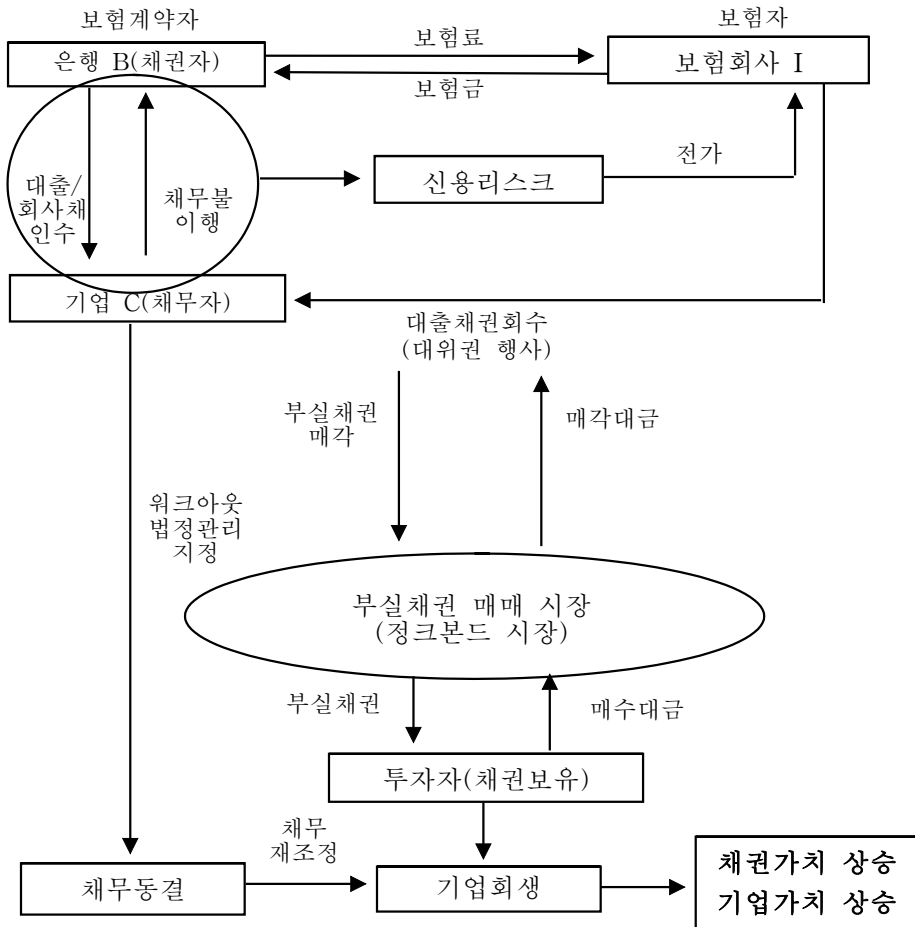 보험계약자
보험자
은행 B(채권자)
보험료
보험금
보험회사 I
대출/
회사채
인수
채무불
이행
신용리스크
전가
기업 C(채무자)
대출채권회수
(대위권 행사)
부실채권
매각
매각대금
워크아웃
법정관리
지정
부실채권 매매 시장
(정크본드 시장)
부실채권
매수대금
투자자(채권보유)
채무
재조정
채무동결
기업회생
채권가치 상승
기업가치 상승